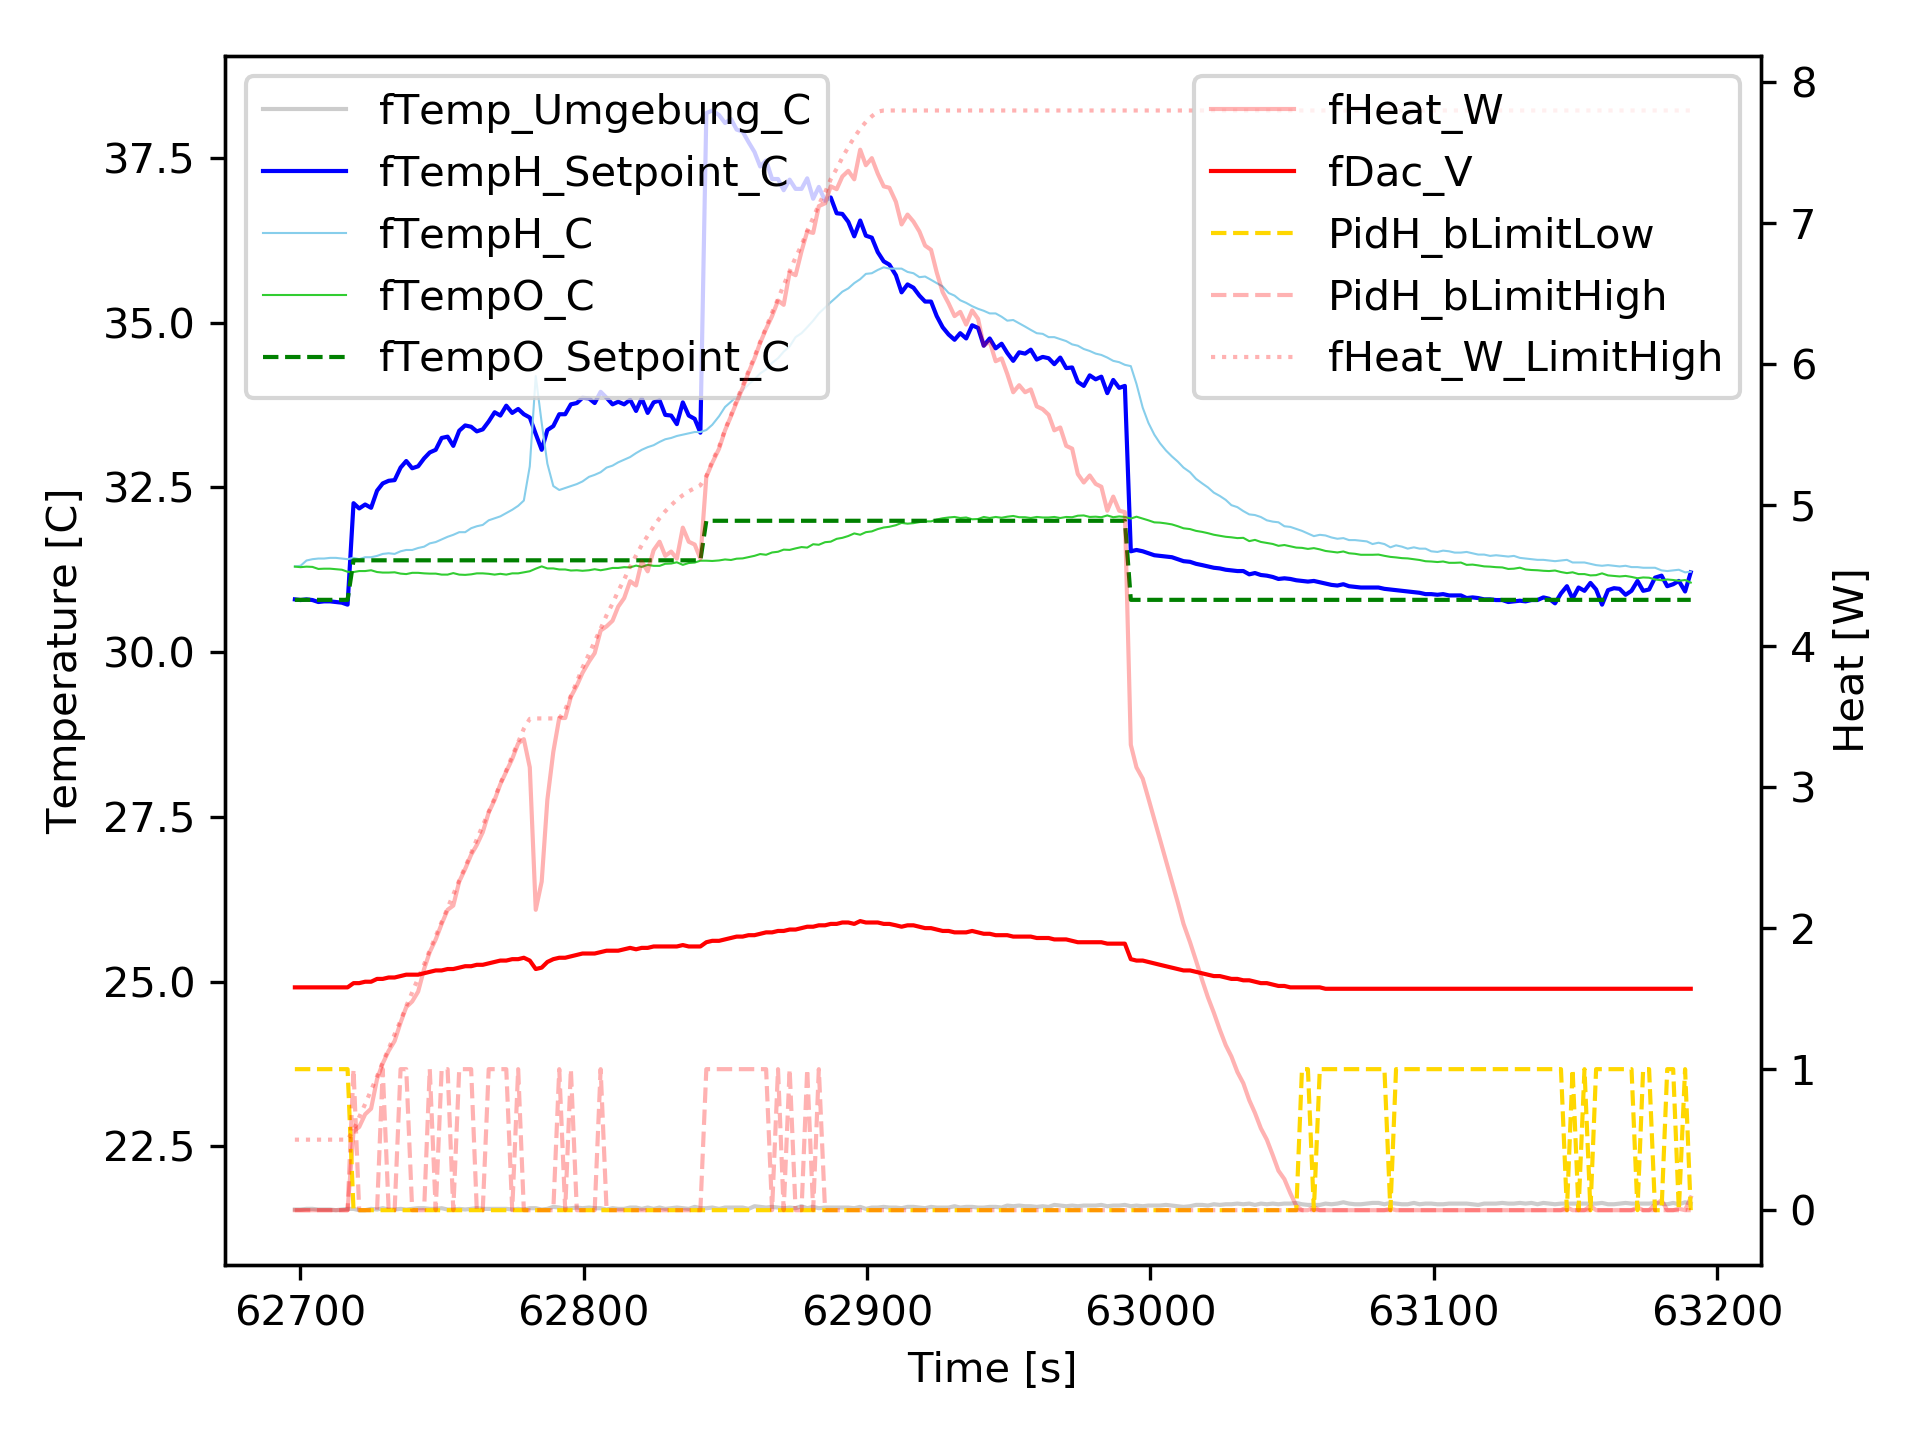 fTemp_Umgebung_C
fTempH_Setpoint_C
fTempH_C
fTempO_C
fTempO_Setpoint_C
fHeat_W
fDac_V
PidH_bLimitLow
PidH_bLimitHigh
fHeat_W_LimitHigh
Temperature [C]
37.5
35.0
32.5
30.0
27.5
25.0
22.5
8
7
6
5
4
3
2
1
0
Heat [W]
62700
62800
62900
63000
63100
63200
Time [s]